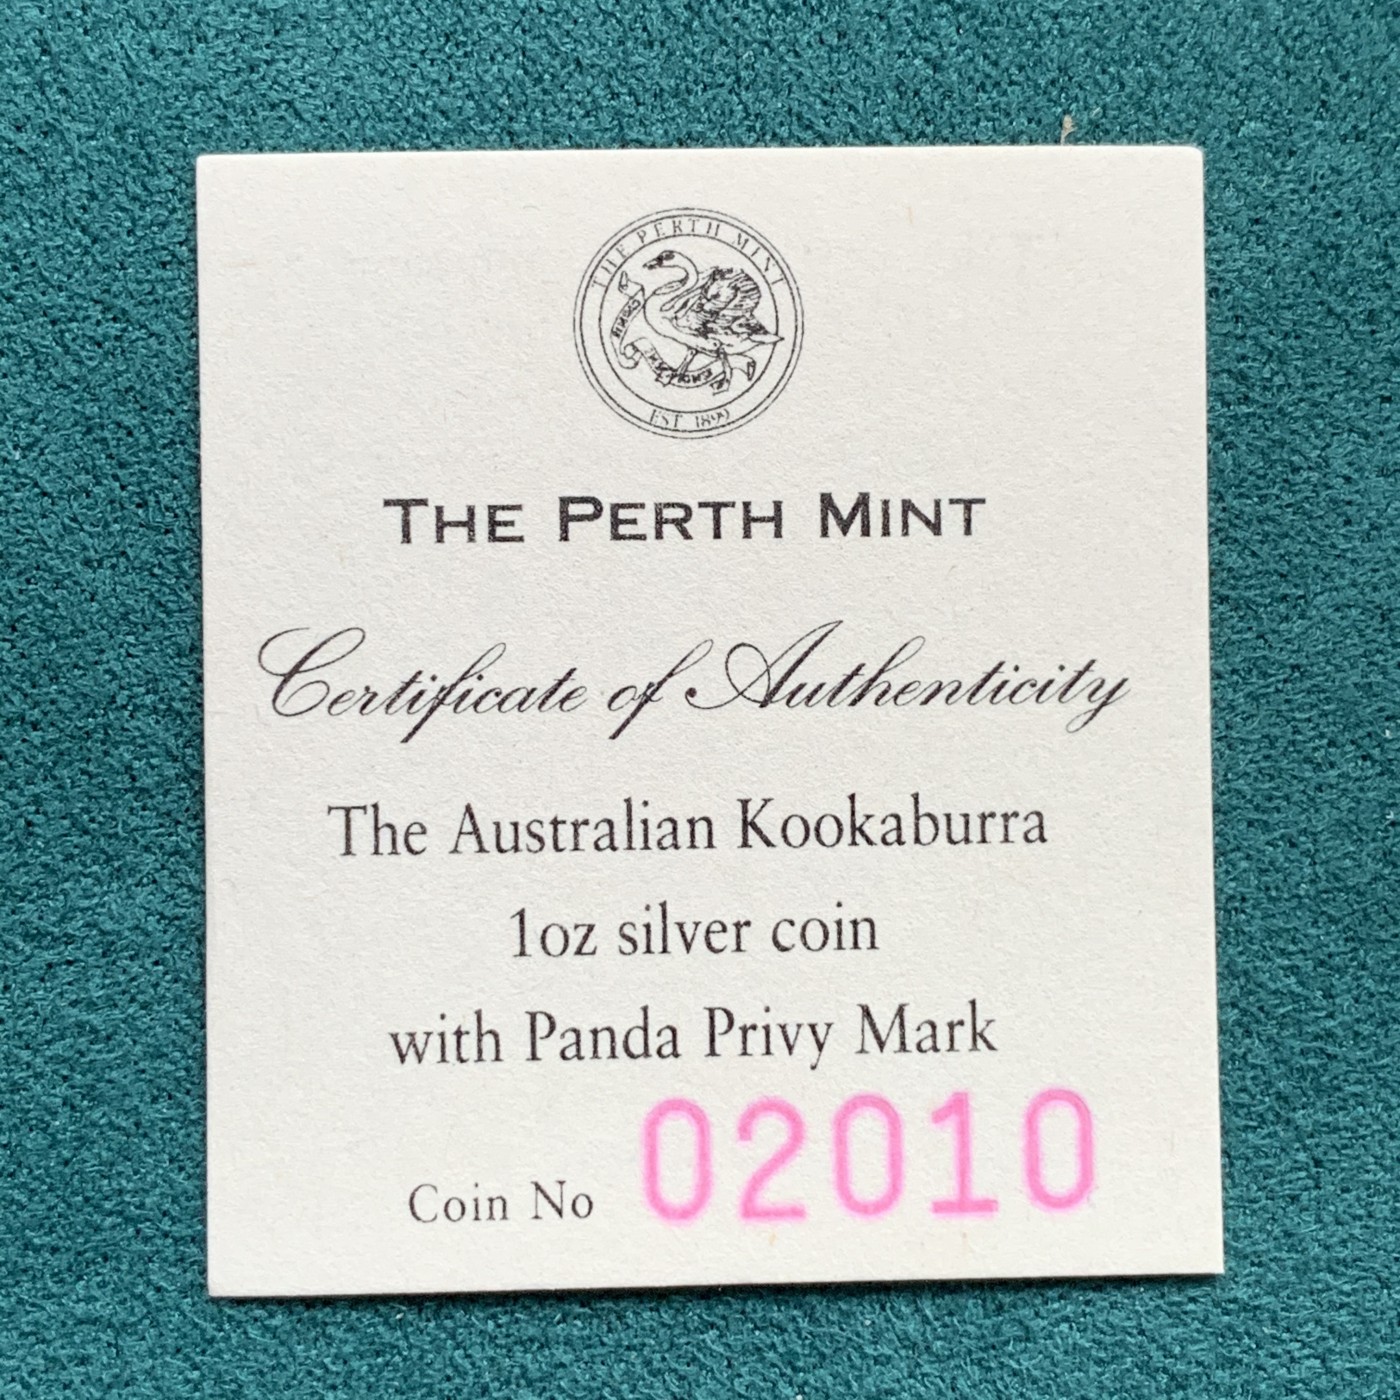 THE PERTH MINT
EST 1899
THE PERTH MINT
Certificate of Authenticity
The Australian Kookaburra
1oz silver coin
with Panda Privy Mark
Coin No 02010